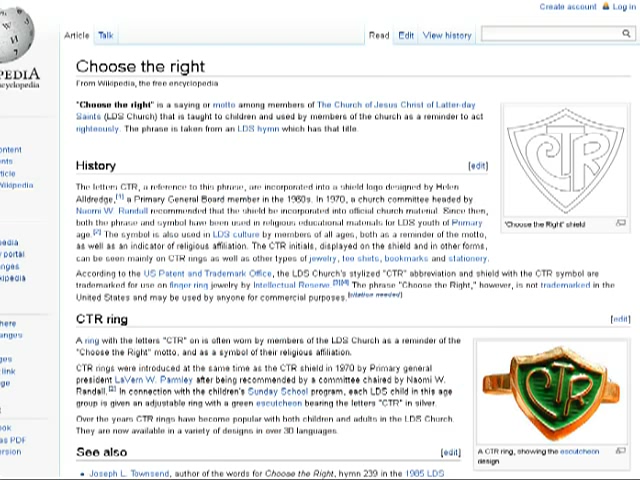 Create account Log in
Article Talk Read Edit View history
PEDIA
encyclopedia
Choose the right
From Wikipedia, the free encyclopedia
"Choose the right" is a saying or motto among members of The Church of Jesus Christ of Latter-day
Saints (LDS Church) that is taught to children and used by members of the church as a reminder to act
righteously. The phrase is taken from an LDS hymn which has that title.
CTR
"Choose the Right" shield
History [edit]
The letters CTR, a reference to this phrase, are incorporated into a shield logo designed by Helen
Alldredge,[1] a Primary General Board member in the 1960s. In 1970, a church committee headed by
Naomi W. Randall recommended that the shield be incorporated into official church material. Since then,
both the phrase and symbol have been used in religious educational materials for LDS youth of Primary
age.[2] The symbol is also used in LDS culture by members of all ages, both as a reminder of the motto,
as well as an indicator of religious affiliation. The CTR initials, displayed on the shield and in other forms,
can be seen mainly on CTR rings as well as other types of jewelry, tee shirts, bookmarks and stationery.
According to the US Patent and Trademark Office, the LDS Church's stylized "CTR" abbreviation and shield with the CTR symbol are
trademarked for use on finger ring jewelry by Intellectual Reserve.[3][4] The phrase "Choose the Right," however, is not trademarked in the
United States and may be used by anyone for commercial purposes.[citation needed]
CTR ring [edit]
A ring with the letters "CTR" on is often worn by members of the LDS Church as a reminder of the
"Choose the Right" motto, and as a symbol of their religious affiliation.
CTR rings were introduced at the same time as the CTR shield in 1970 by Primary general
president LaVern W. Parmley after being recommended by a committee chaired by Naomi W.
Randall.[2] In connection with the children's Sunday School program, each LDS child in this age
group is given an adjustable ring with a green escutcheon bearing the letters "CTR" in silver.
Over the years CTR rings have become popular with both children and adults in the LDS Church.
They are now available in a variety of designs in over 30 languages.
CTR
A CTR ring, showing the escutcheon
design.
See also [edit]
Joseph L. Townsend, author of the words for Choose the Right, hymn 239 in the 1985 LDS